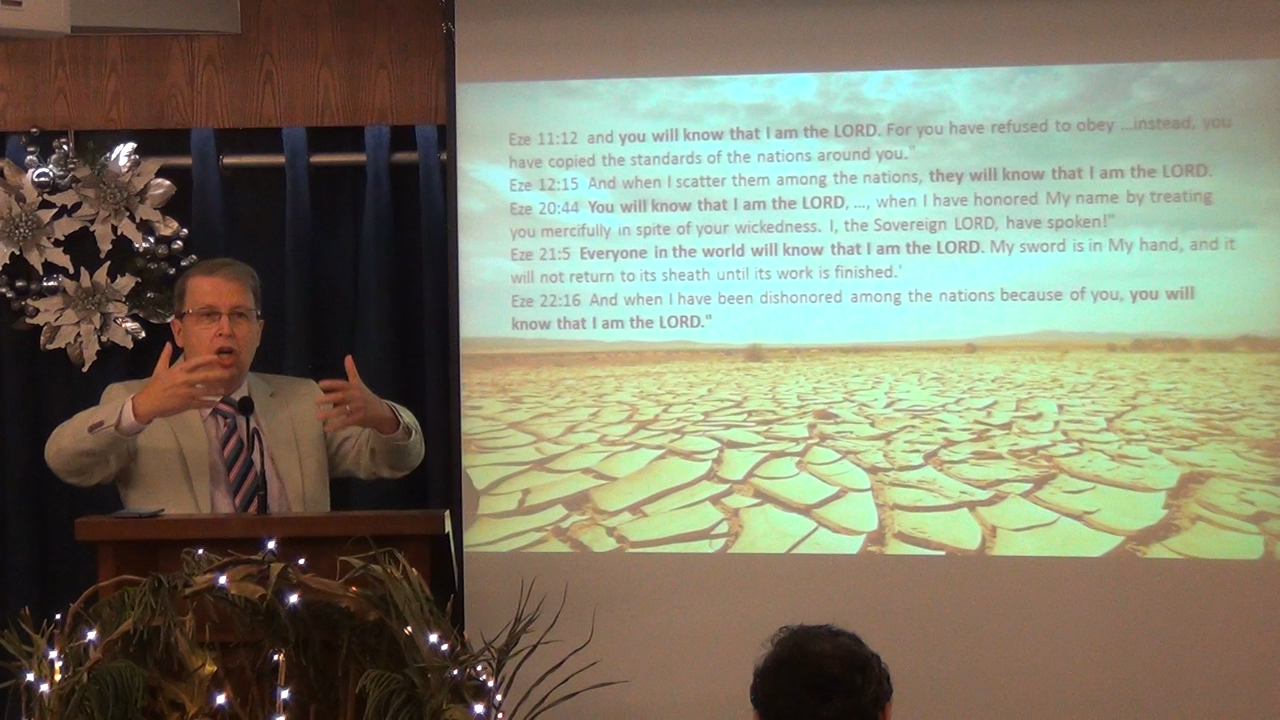 Eze 11:12 and you will know that I am the LORD. For you have refused to obey ...instead, you
have copied the standards of the nations around you."
Eze 12:15 And when I scatter them among the nations, they will know that I am the LORD.
Eze 20:44 You will know that I am the LORD, ..., when I have honored My name by treating
you mercifully in spite of your wickedness. I, the Sovereign LORD, have spoken!"
Eze 21:5 Everyone in the world will know that I am the LORD. My sword is in My hand, and it
will not return to its sheath until its work is finished.'
Eze 22:16 And when I have been dishonored among the nations because of you, you will
know that I am the LORD."